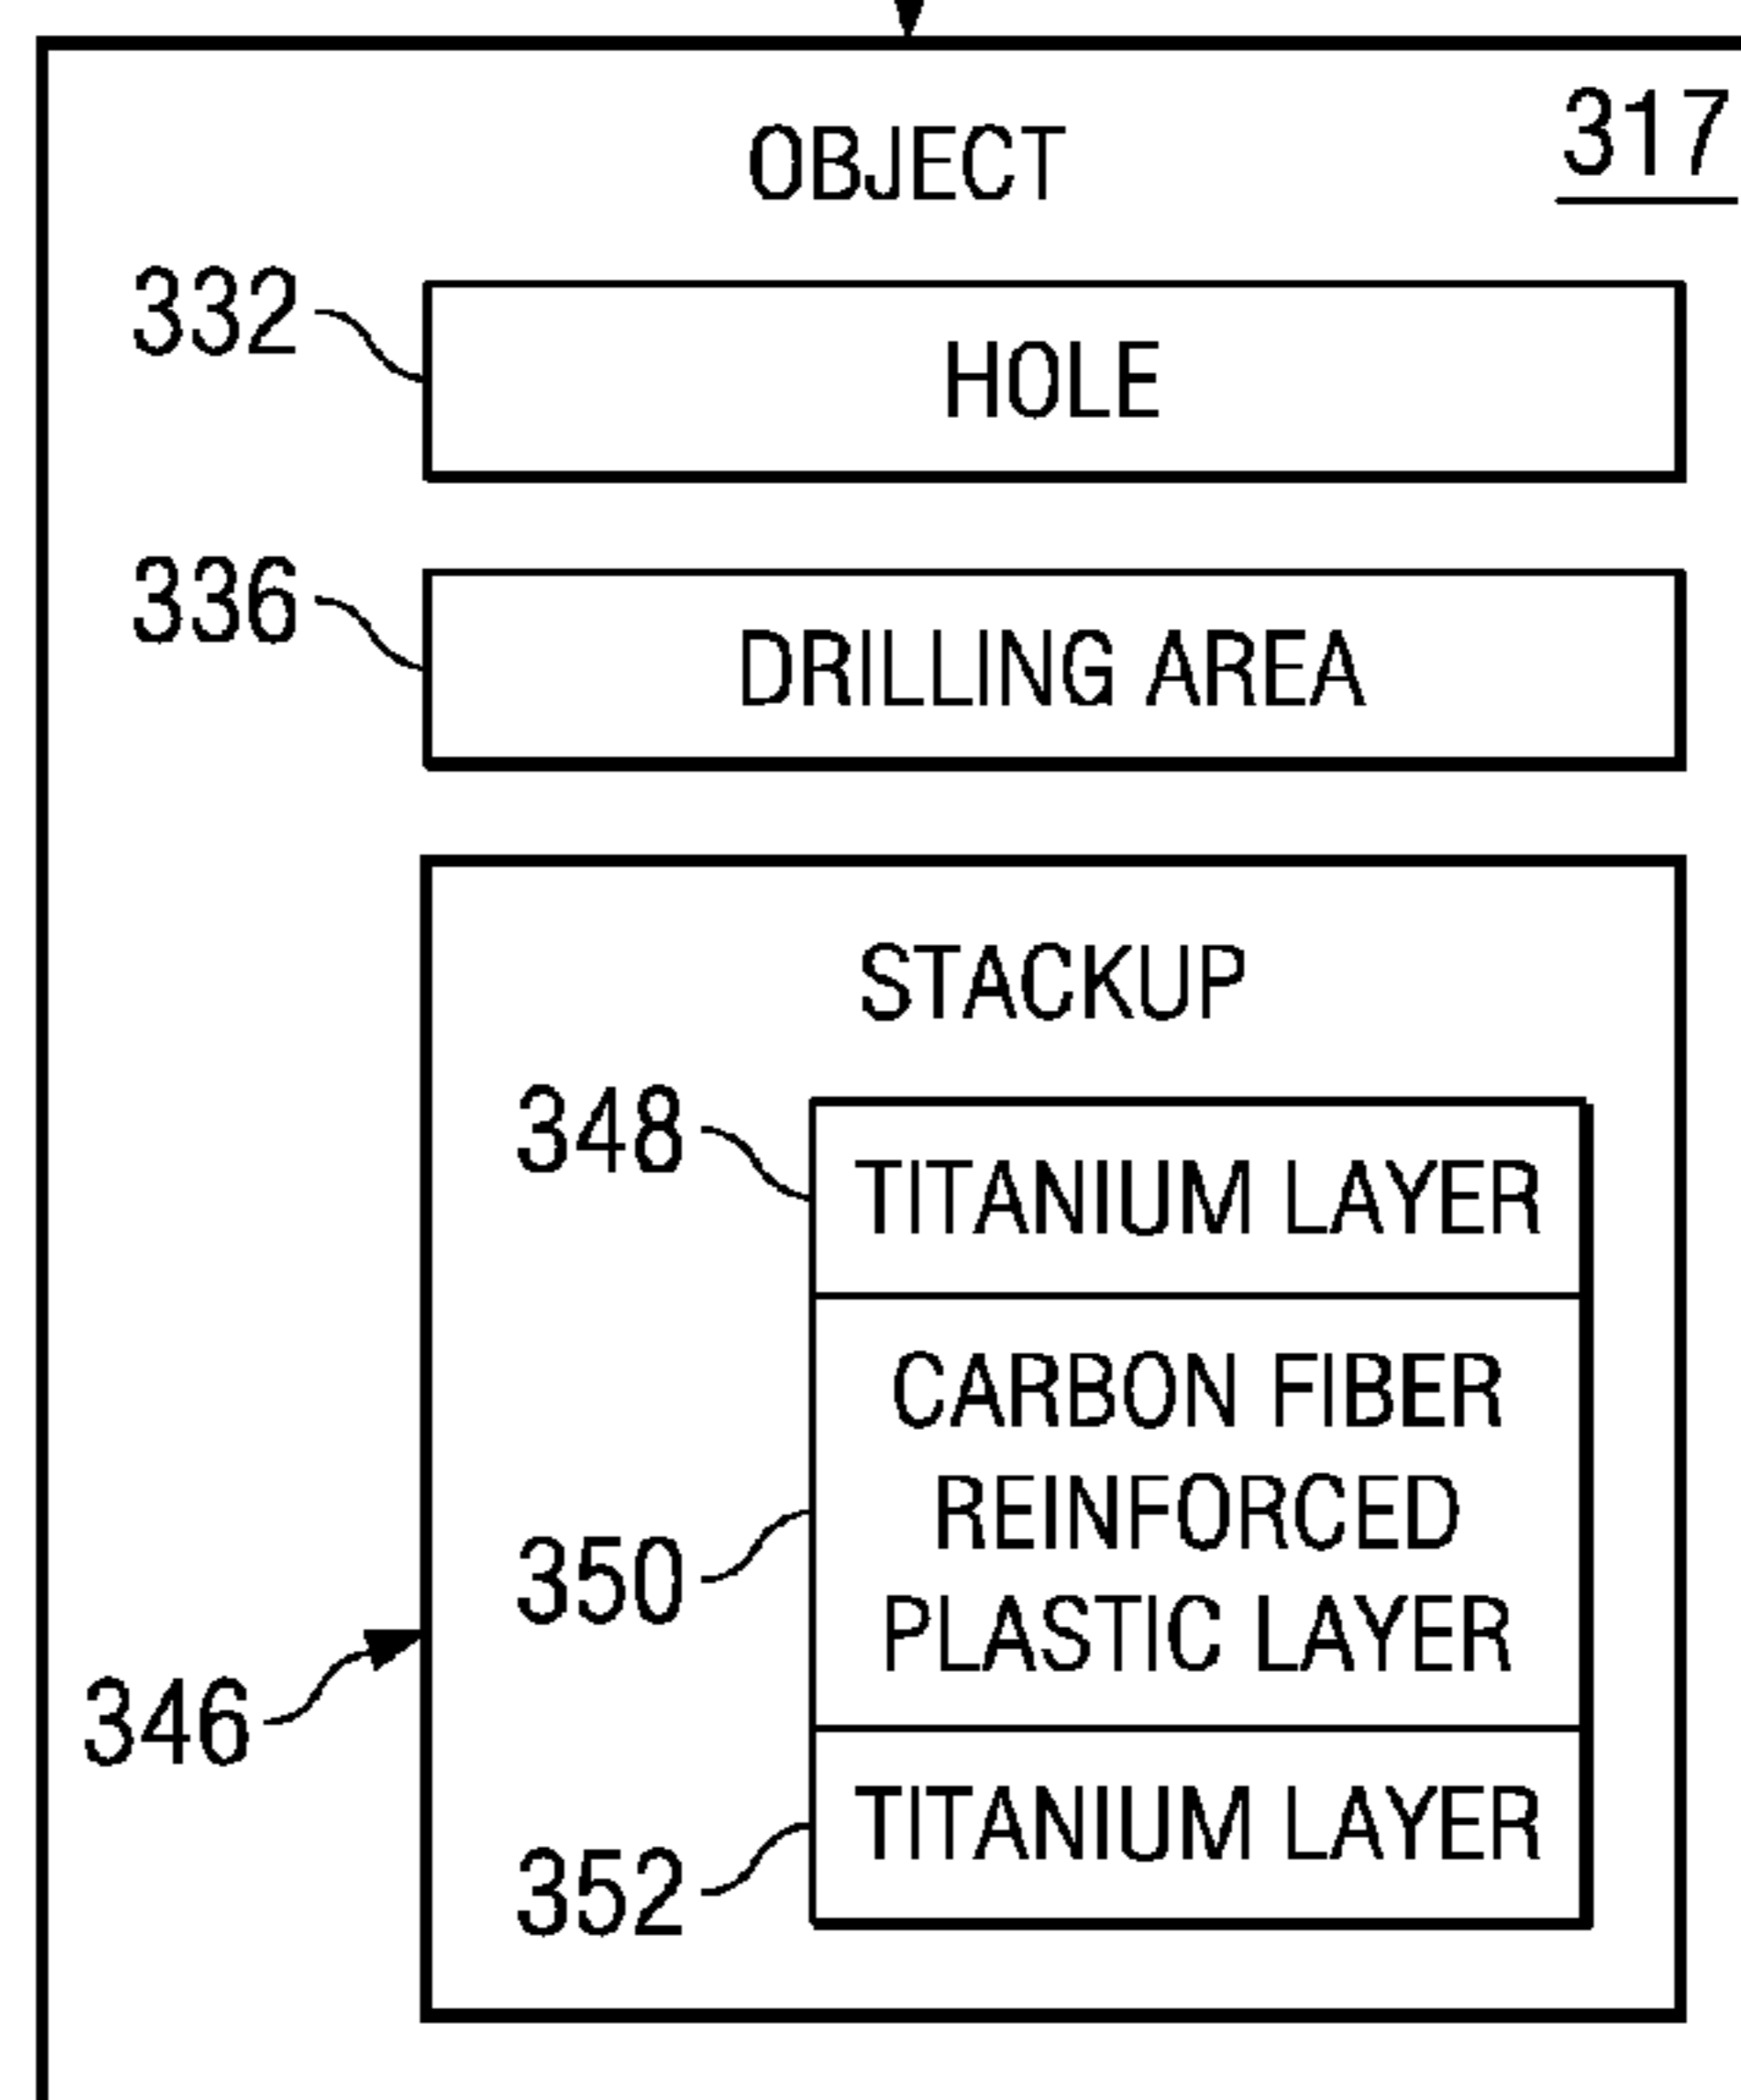 OBJECT
317
332
HOLE
336
DRILLING AREA
STACKUP
348
TITANIUM LAYER
CARBON FIBER
REINFORCED
PLASTIC LAYER
350
346
TITANIUM LAYER
352